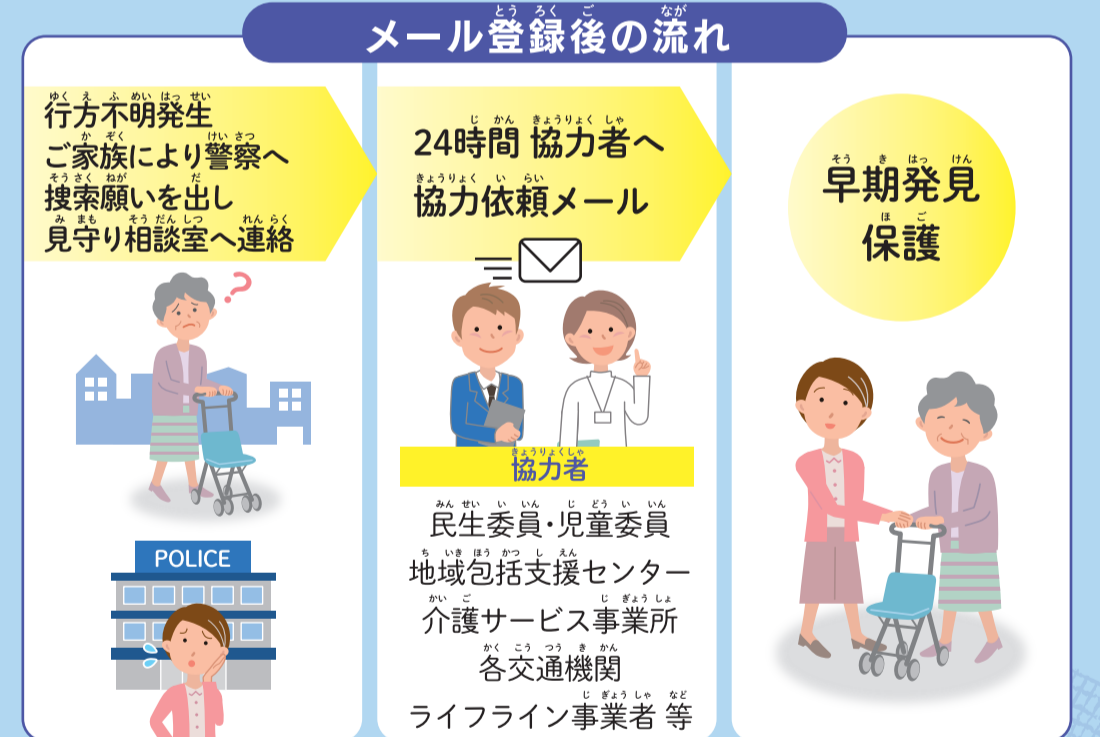 メール登録後の流れ
行方不明発生
ご家族により警察へ
捜索願いを出し
見守り相談室へ連絡
POLICE
24時間 協力者へ
協力依頼メール
協力者
民生委員・児童委員
地域包括支援センター
介護サービス事業所
各交通機関
ライフライン事業者 等
早期発見
保護